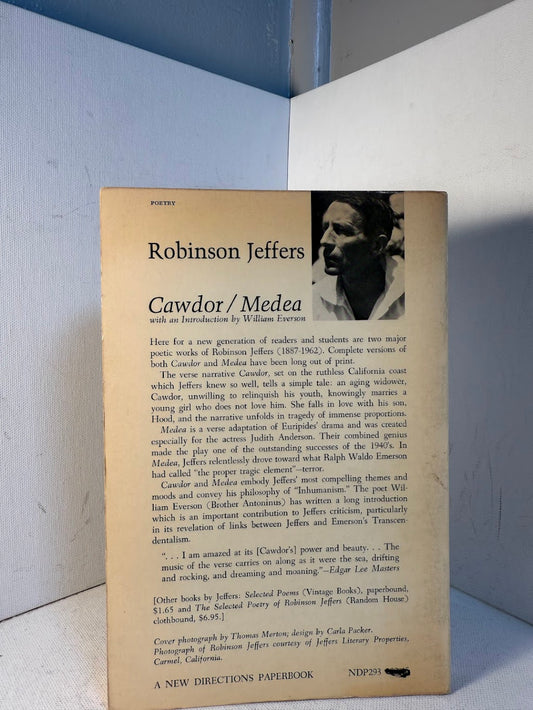 POETRY
Robinson Jeffers
Cawdor / Medea
with an Introduction by William Everson
Here for a new generation of readers and students are two major
poetic works of Robinson Jeffers (1887-1962). Complete versions of
both Cawdor and Medea have been long out of print.
The verse narrative Cawdor, set on the ruthless California coast
which Jeffers knew so well, tells a simple tale: an aging widower,
Cawdor, unwilling to relinquish his youth, knowingly marries a
young girl who does not love him. She falls in love with his son,
Hood, and the narrative unfolds in tragedy of immense proportions.
Medea is a verse adaptation of Euripides' drama and was created
especially for the actress Judith Anderson. Their combined genius
made the play one of the outstanding successes of the 1940's. In
Medea, Jeffers relentlessly drove toward what Ralph Waldo Emerson
had called "the proper tragic element"—terror.
Cawdor and Medea embody Jeffers' most compelling themes and
moods and convey his philosophy of "Inhumanism." The poet Wil-
liam Everson (Brother Antoninus) has written a long introduction
which is an important contribution to Jeffers criticism, particularly
in its revelation of links between Jeffers and Emerson's Transcen-
dentalism.
". . . I am amazed at its [Cawdor's] power and beauty. . . The
music of the verse carries on along as it were the sea, drifting
and rocking, and dreaming and moaning."—Edgar Lee Masters
[Other books by Jeffers: Selected Poems (Vintage Books), paperbound,
$1.65 and The Selected Poetry of Robinson Jeffers (Random House)
clothbound, $6.95.]
Cover photograph by Thomas Merton; design by Carla Packer.
Photograph of Robinson Jeffers courtesy of Jeffers Literary Properties,
Carmel, California.
A NEW DIRECTIONS PAPERBOOK NDP293